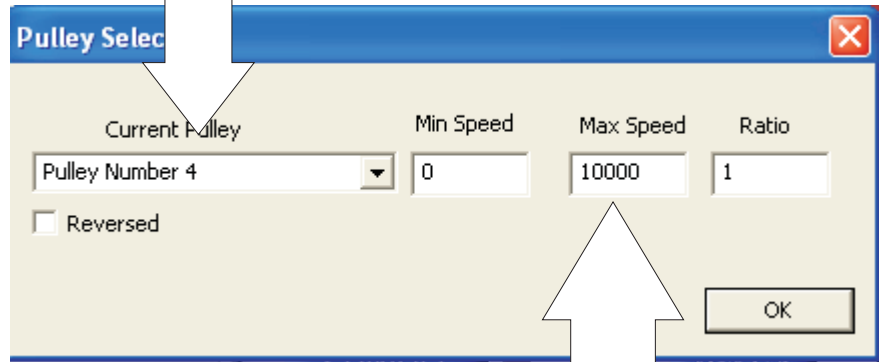 Pulley Selec
Current Pulley Min Speed Max Speed Ratio
Pulley Number 4 0 10000 1
Reversed
OK